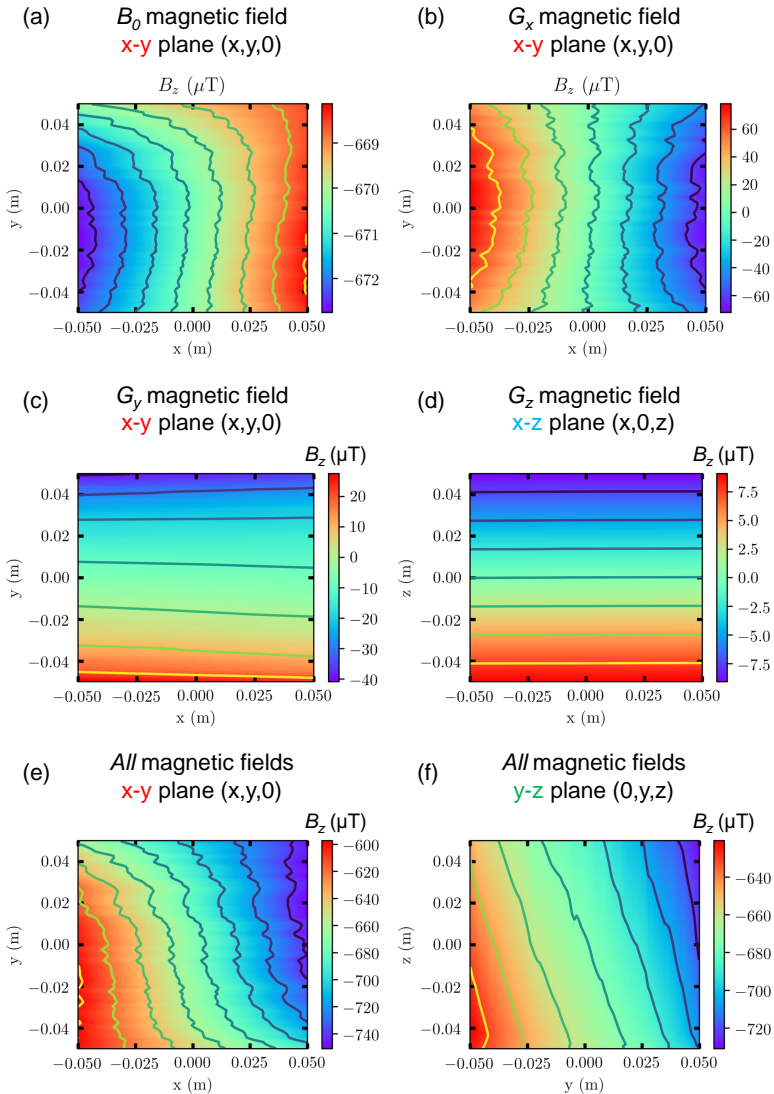 (a)
B0 magnetic field
x-y plane (x,y,0)
Bz (μT)
0.04
0.02
0.00
−0.02
−0.04
y (m)
−0.050
−0.025
0.000
0.025
0.050
x (m)
−669
−670
−671
−672
(b)
Gx magnetic field
x-y plane (x,y,0)
Bz (μT)
0.04
0.02
0.00
−0.02
−0.04
y (m)
−0.050
−0.025
0.000
0.025
0.050
x (m)
60
40
20
0
−20
−40
−60
(c)
Gy magnetic field
x-y plane (x,y,0)
Bz (μT)
0.04
0.02
0.00
−0.02
−0.04
y (m)
−0.050
−0.025
0.000
0.025
0.050
x (m)
20
10
0
−10
−20
−30
−40
(d)
Gz magnetic field
x-z plane (x,0,z)
Bz (μT)
0.04
0.02
0.00
−0.02
−0.04
z (m)
−0.050
−0.025
0.000
0.025
0.050
x (m)
7.5
5.0
2.5
0.0
−2.5
−5.0
−7.5
(e)
All magnetic fields
x-y plane (x,y,0)
Bz (μT)
0.04
0.02
0.00
−0.02
−0.04
y (m)
−0.050
−0.025
0.000
0.025
0.050
x (m)
−600
−620
−640
−660
−680
−700
−720
−740
(f)
All magnetic fields
y-z plane (0,y,z)
Bz (μT)
0.04
0.02
0.00
−0.02
−0.04
z (m)
−0.050
−0.025
0.000
0.025
0.050
y (m)
−640
−660
−680
−700
−720